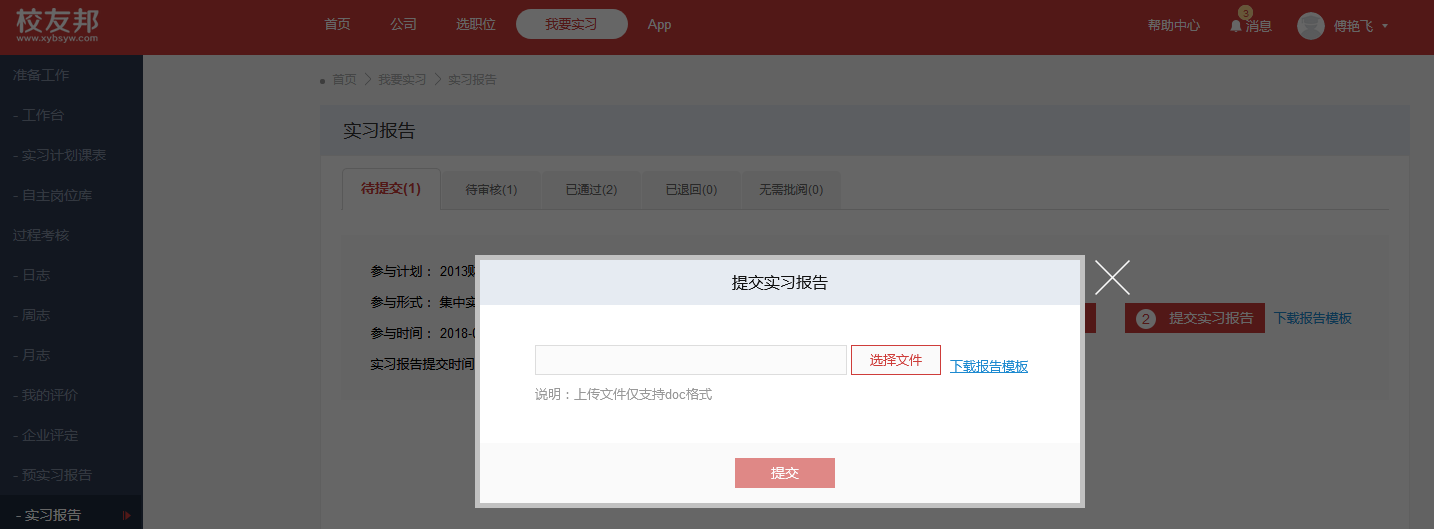 校友邦
www.xybsyw.com
首页 公司 选职位 我要实习 App 帮助中心 3 消息 傅艳飞
准备工作
- 工作台
- 实习计划课表
- 自主岗位库
过程考核
- 日志
- 周志
- 月志
- 我的评价
- 企业评定
- 预实习报告
- 实习报告
首页 > 我要实习 > 实习报告
实习报告
待提交(1) 待审核(1) 已通过(2) 已退回(0) 无需批阅(0)
参与计划： 2013
参与形式： 集中实
参与时间： 2018-0
实习报告提交时间
2 提交实习报告 下载报告模板
提交实习报告
选择文件 下载报告模板
说明：上传文件仅支持doc格式
提交